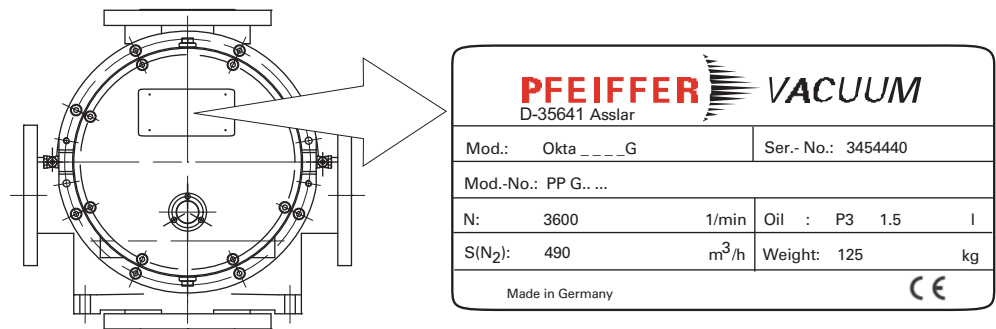 PFEIFFER VACUUM
D-35641 Asslar
Mod.: Okta _ _ _ _ G Ser.- No.: 3454440
Mod.-No.: PP G.. ...
N: 3600 1/min Oil : P3 1.5 l
S(N₂): 490 m³/h Weight: 125 kg
Made in Germany CE